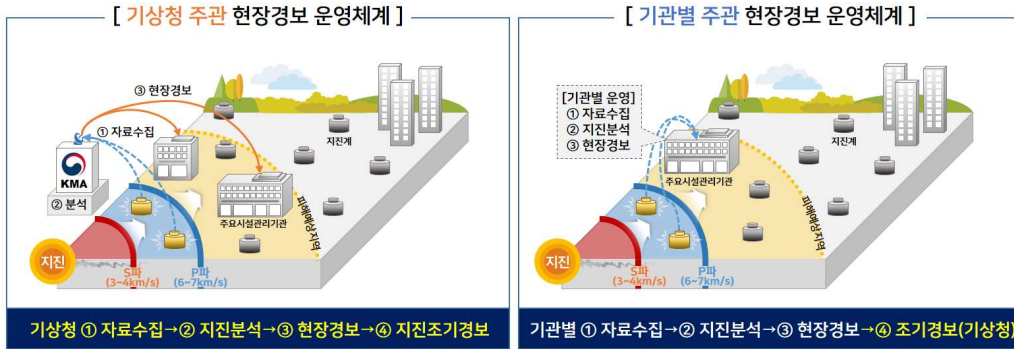 [ 기상청 주관 현장경보 운영체계 ]
③ 현장경보
① 자료수집
KMA
② 분석
지진계
주요시설관리기관
피해예상지역
지진
S파
(3~4km/s)
P파
(6~7km/s)
기상청 ① 자료수집→② 지진분석→③ 현장경보→④ 지진조기경보
[ 기관별 주관 현장경보 운영체계 ]
[기관별 운영]
① 자료수집
② 지진분석
③ 현장경보
지진계
주요시설관리기관
피해예상지역
지진
S파
(3~4km/s)
P파
(6~7km/s)
기관별 ① 자료수집→② 지진분석→③ 현장경보→④ 조기경보(기상청)